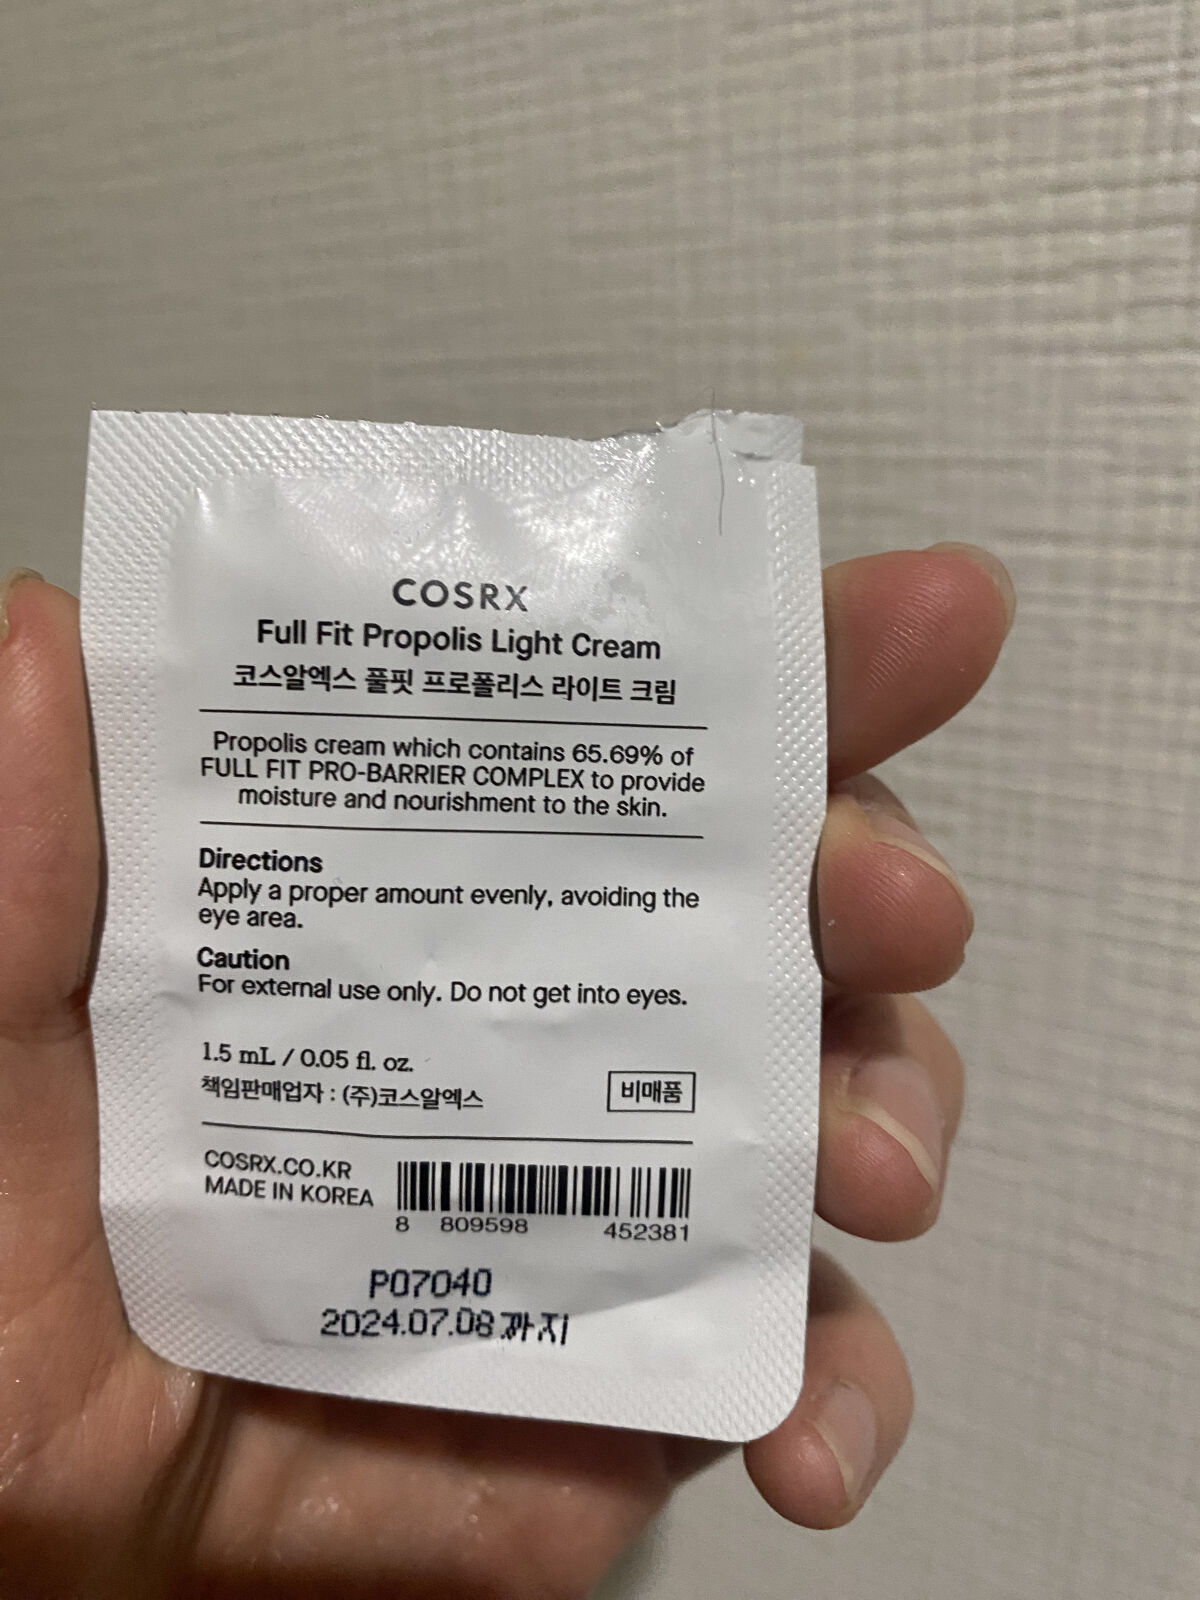 COSRX
Full Fit Propolis Light Cream
코스알엑스 풀핏 프로폴리스 라이트 크림
Propolis cream which contains 65.69% of
FULL FIT PRO-BARRIER COMPLEX to provide
moisture and nourishment to the skin.
Directions
Apply a proper amount evenly, avoiding the
eye area.
Caution
For external use only. Do not get into eyes.
1.5 mL / 0.05 fl. oz.
책임판매업자 : (주)코스알엑스
비매품
COSRX.CO.KR
MADE IN KOREA
8 809598 452381
P07040
2024.07.08 까지